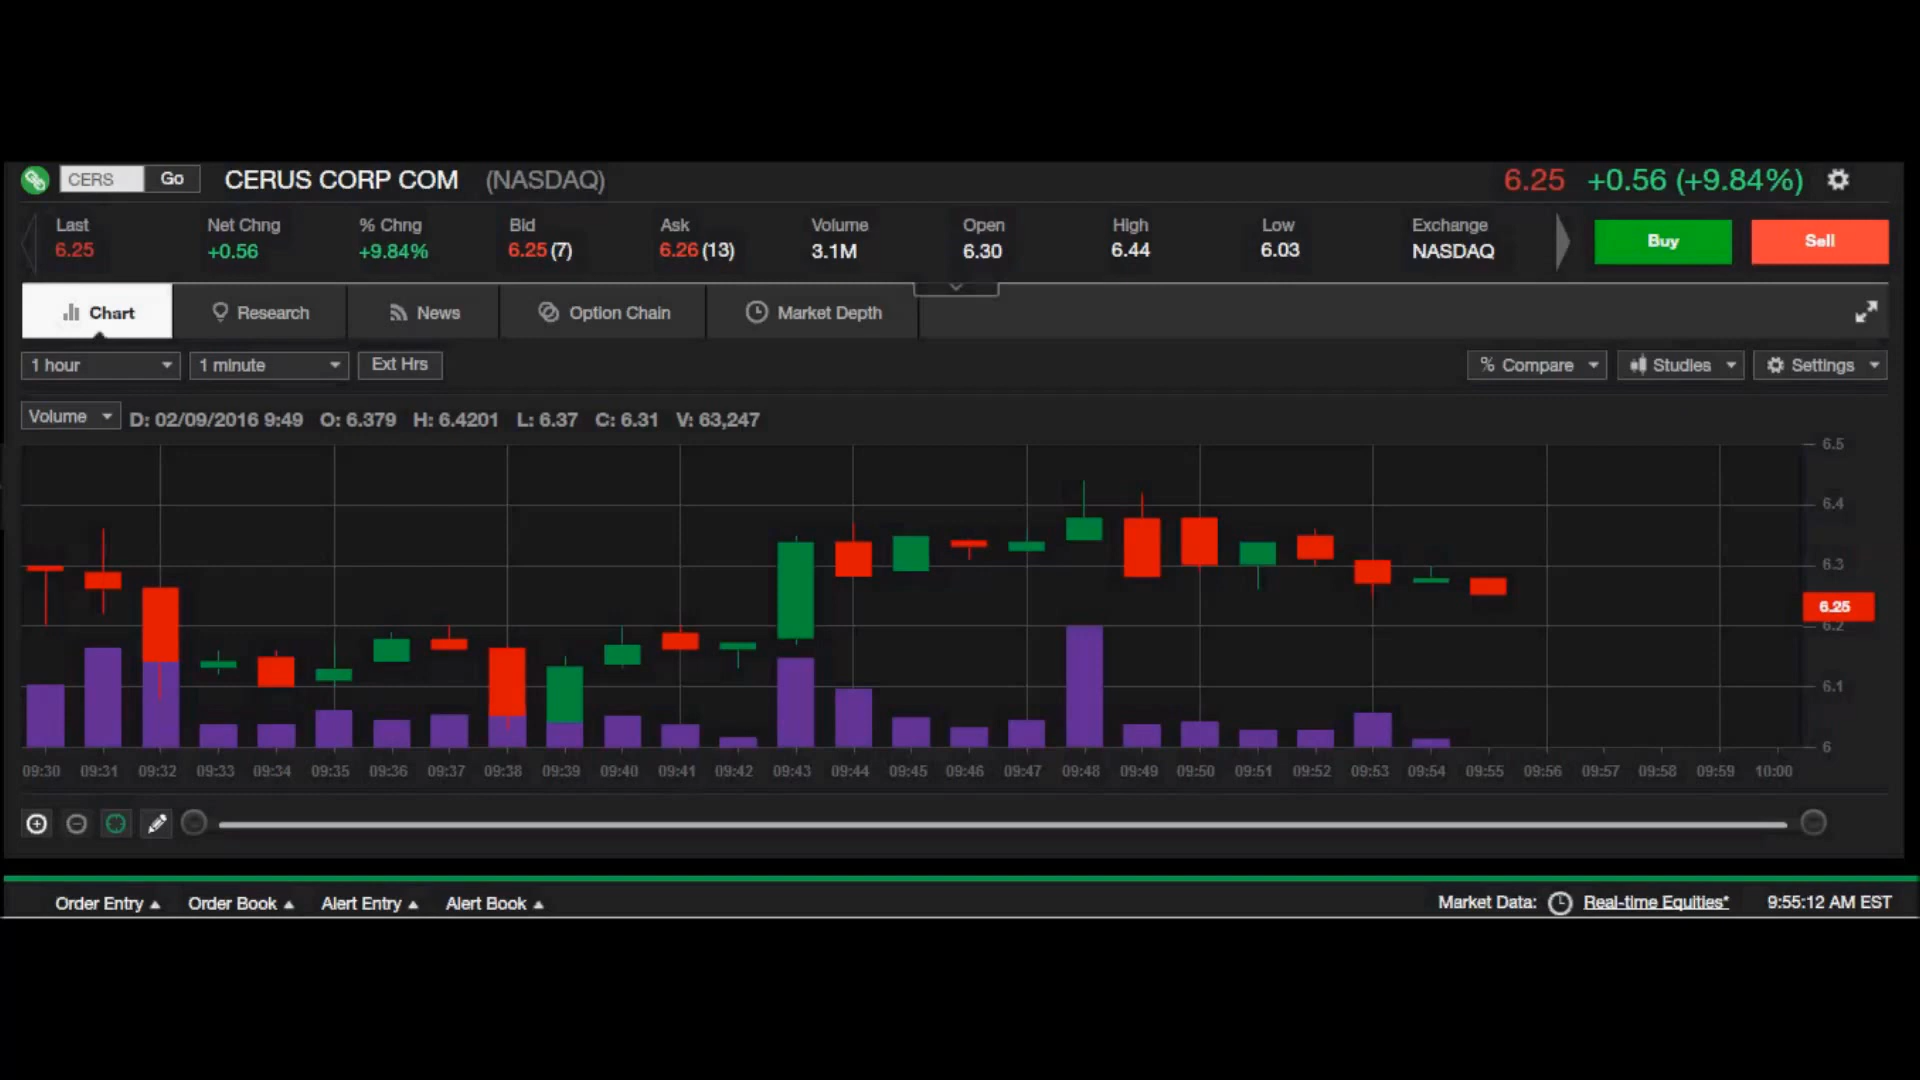 CERS Go CERUS CORP COM (NASDAQ) 6.25 +0.56 (+9.84%)
Last Net Chng % Chng Bid Ask Volume Open High Low Exchange
6.25 +0.56 +9.84% 6.25 (7) 6.26 (13) 3.1M 6.30 6.44 6.03 NASDAQ Buy Sell
Chart Research News Option Chain Market Depth
1 hour 1 minute Ext Hrs % Compare Studies Settings
Volume D: 02/09/2016 9:49 O: 6.379 H: 6.4201 L: 6.37 C: 6.31 V: 63,247
6.5
6.4
6.3
6.25
6.2
6.1
6
09:30 09:31 09:32 09:33 09:34 09:35 09:36 09:37 09:38 09:39 09:40 09:41 09:42 09:43 09:44 09:45 09:46 09:47 09:48 09:49 09:50 09:51 09:52 09:53 09:54 09:55 09:56 09:57 09:58 09:59 10:00
Order Entry Order Book Alert Entry Alert Book Market Data: Real-time Equities* 9:55:12 AM EST